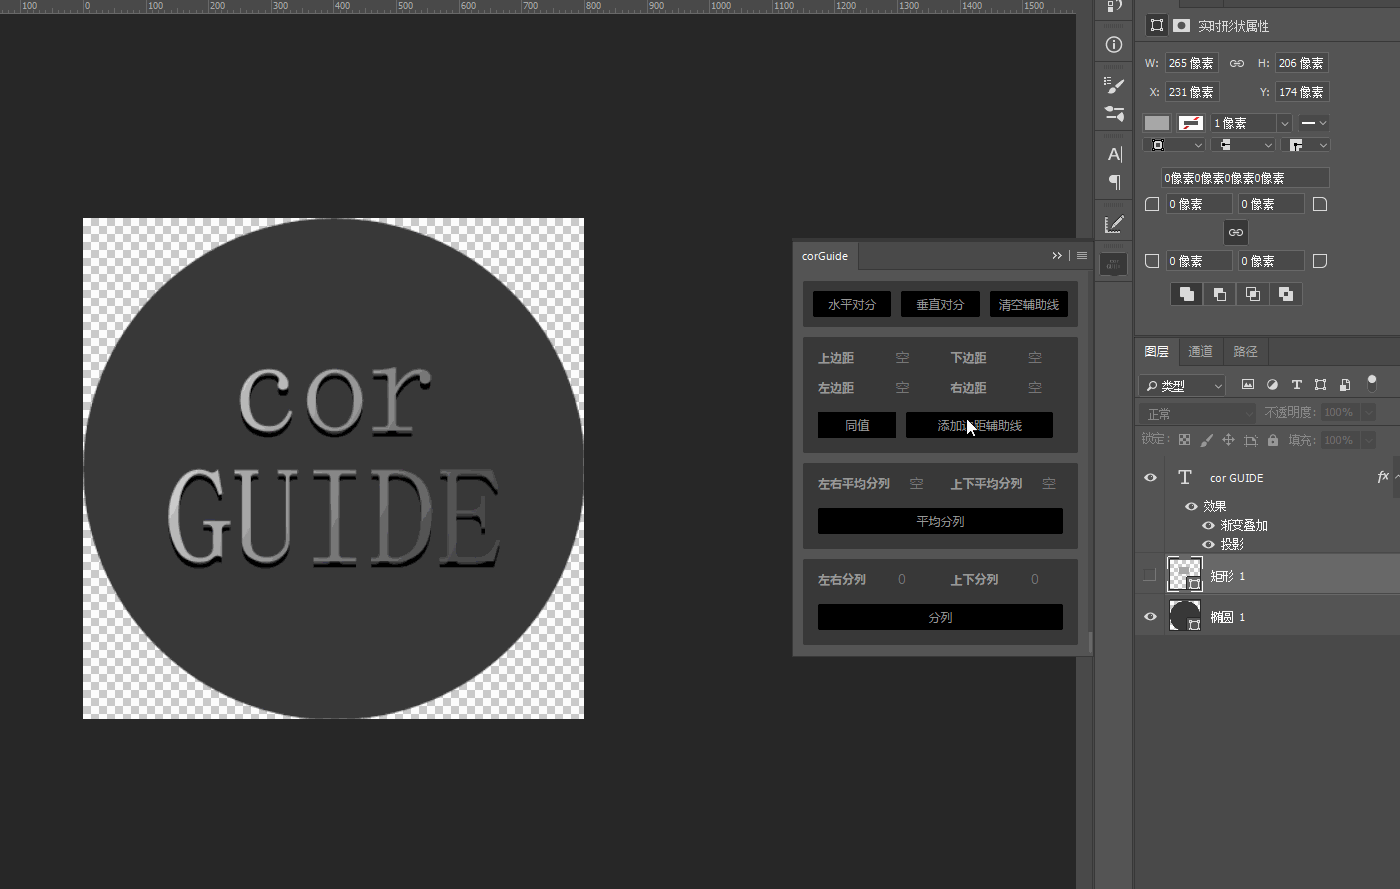 100 0 100 200 300 400 500 600 700 800 900 1000 1100 1200 1300 1400 1500
实时形状属性
W: 265 像素 H: 206 像素
X: 231 像素 Y: 174 像素
1 像素
0像素0像素0像素0像素
0 像素 0 像素
0 像素 0 像素
corGuide
水平对分 垂直对分 清空辅助线
上边距 空 下边距 空
左边距 空 右边距 空
同值 添加边距辅助线
左右平均分列 空 上下平均分列 空
平均分列
左右分列 0 上下分列 0
分列
cor
GUIDE
图层 通道 路径
类型
正常 不透明度: 100%
锁定: 填充: 100%
T cor GUIDE fx
效果
渐变叠加
投影
矩形 1
椭圆 1